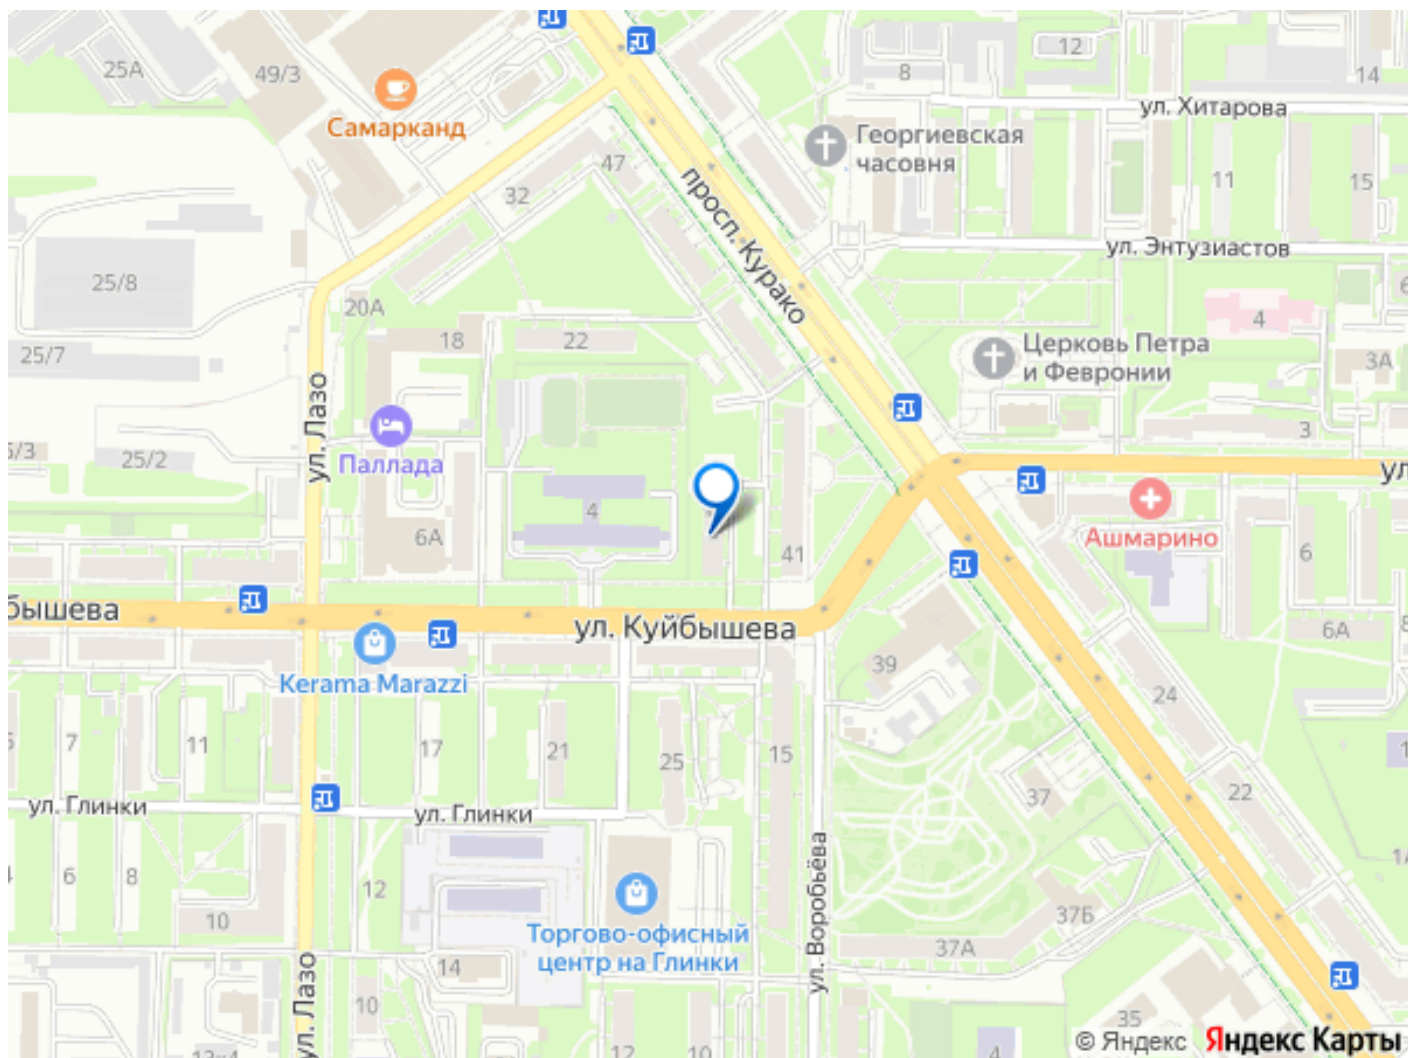 25А
49/3
Самарканд
12
8
14
ул. Хитарова
Георгиевская
часовня
47
32
11
15
просп. Курако
ул. Энтузиастов
25/8
20А
18
22
4
6
25/7
Церковь Петра
и Февронии
3А
ул. Лазо
Паллада
25/2
3
4
6А
41
Ашмарино
6
ул. Куйбышева
39
6А
Kerama Marazzi
24
7
11
17
21
25
15
37
22
ул. Глинки
ул. Глинки
ул. Воробьёва
6
8
12
10
37Б
Торгово-офисный
центр на Глинки
37А
14
ул. Лазо
10
35
12
10
4
© Яндекс Яндекс Карты